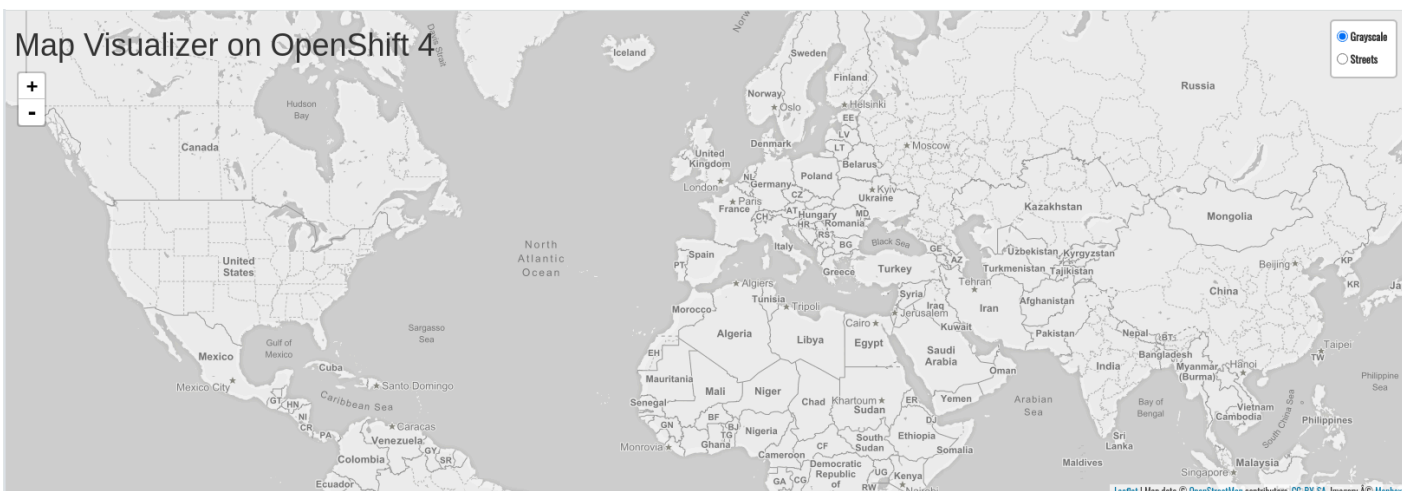 Map Visualizer on OpenShift 4
+
-
Grayscale
Streets
Davis Strait
Iceland
Sweden
Finland
Norway
Oslo
Helsinki
Russia
Hudson
Bay
Canada
EE
LV
LT
Denmark
Moscow
United
Kingdom
Belarus
London
NL
Germany
Poland
Paris
France
CZ
Kyiv
Ukraine
Kazakhstan
Mongolia
CH
AT
Hungary
MD
HR
Romania
RS
BG
Black Sea
GE
AZ
Uzbekistan
Kyrgyzstan
Turkmenistan
Tajikistan
Beijing
KP
KR
North
Atlantic
Ocean
United
States
Spain
PT
Italy
Greece
Turkey
Algiers
Tunisia
Tripoli
Syria
Iraq
Tehran
Iran
Afghanistan
China
Ja
Morocco
Jerusalem
Cairo
Kuwait
Pakistan
Nepal
BT
Sargasso
Sea
Gulf of
Mexico
Mexico
Algeria
Libya
Egypt
Saudi
Arabia
Bangladesh
Taipei
TW
EH
Cuba
Mexico City
Santo Domingo
Mauritania
Mali
Niger
Chad
Khartoum
Sudan
Oman
India
Myanmar
(Burma)
Hanoi
Philippine
Sea
Caribbean Sea
GT
HN
NI
CR
PA
Senegal
BF
ER
Yemen
Arabian
Sea
Bay of
Bengal
Vietnam
Cambodia
South China Sea
Philippines
Caracas
Venezuela
GN
BJ
TG
Ghana
Nigeria
DJ
Ethiopia
South
Sudan
Somalia
Sri
Lanka
Monrovia
CF
Cameroon
Colombia
GY
SR
Maldives
Malaysia
Singapore
Ecuador
GA
CG
Democratic
Republic
of
UG
Kenya
RW
Nairobi